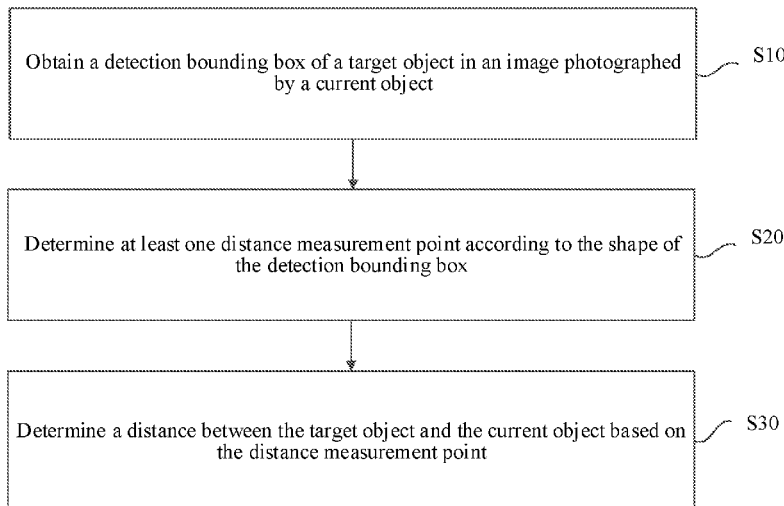 Obtain a detection bounding box of a target object in an image photographed
by a current object
S10
Determine at least one distance measurement point according to the shape of
the detection bounding box
S20
Determine a distance between the target object and the current object based on
the distance measurement point
S30